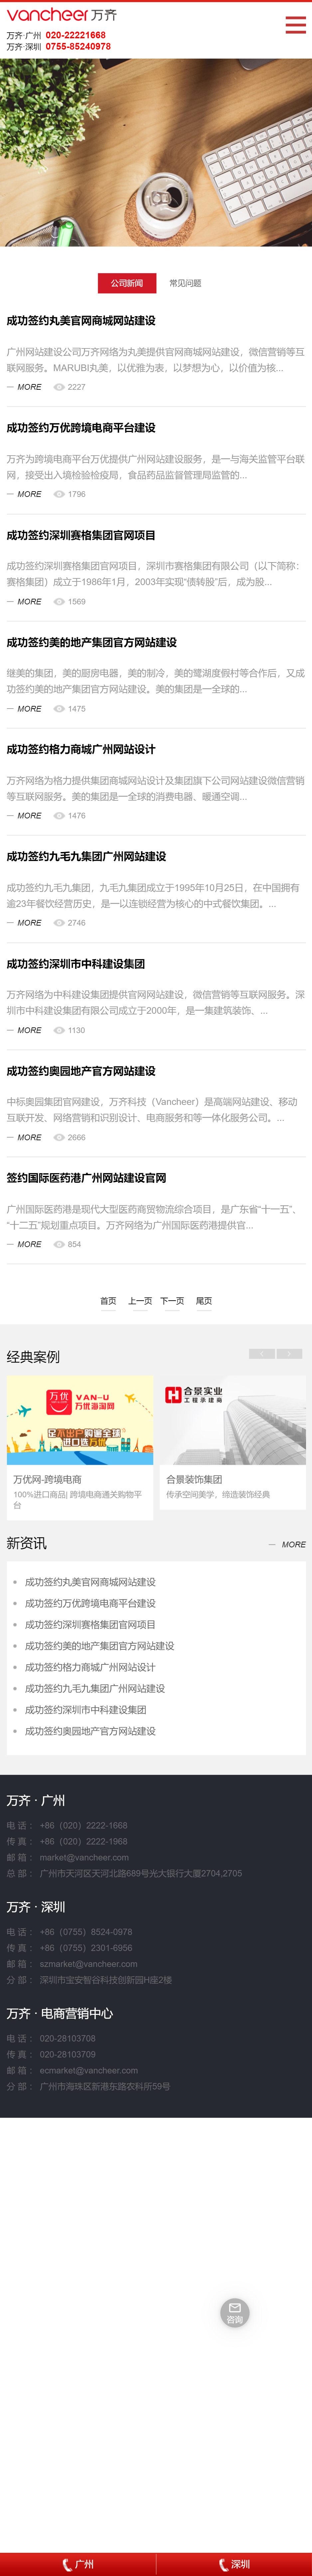 vancheer 万齐
万齐·广州 020-22221668
万齐·深圳 0755-85240978
公司新闻 常见问题
成功签约丸美官网商城网站建设
广州网站建设公司万齐网络为丸美提供官网商城网站建设，微信营销等互
联网服务。MARUBI丸美，以优雅为表，以梦想为心，以价值为核...
— MORE 2227
成功签约万优跨境电商平台建设
万齐为跨境电商平台万优提供广州网站建设服务，是一与海关监管平台联
网，接受出入境检验检疫局，食品药品监督管理局监管的...
— MORE 1796
成功签约深圳赛格集团官网项目
成功签约深圳赛格集团官网项目，深圳市赛格集团有限公司（以下简称：
赛格集团）成立于1986年1月，2003年实现“债转股”后，成为股...
— MORE 1569
成功签约美的地产集团官方网站建设
继美的集团，美的厨房电器，美的制冷，美的鹭湖度假村等合作后，又成
功签约美的地产集团官方网站建设。美的集团是一全球的...
— MORE 1475
成功签约格力商城广州网站设计
万齐网络为格力提供集团商城网站设计及集团旗下公司网站建设微信营销
等互联网服务。美的集团是一全球的消费电器、暖通空调...
— MORE 1476
成功签约九毛九集团广州网站建设
成功签约九毛九集团，九毛九集团成立于1995年10月25日，在中国拥有
逾23年餐饮经营历史，是一以连锁经营为核心的中式餐饮集团。...
— MORE 2746
成功签约深圳市中科建设集团
万齐网络为中科建设集团提供官网网站建设，微信营销等互联网服务。深
圳市中科建设集团有限公司成立于2000年，是一集建筑装饰、...
— MORE 1130
成功签约奥园地产官方网站建设
中标奥园集团官网建设，万齐科技（Vancheer）是高端网站建设、移动
互联开发、网络营销和识别设计、电商服务和等一体化服务公司。...
— MORE 2666
签约国际医药港广州网站建设官网
广州国际医药港是现代大型医药商贸物流综合项目，是广东省“十一五”、
“十二五”规划重点项目。万齐网络为广州国际医药港提供官...
— MORE 854
首页 上一页 下一页 尾页
经典案例
万优 VAN-U 万优海淘网
足不出户购遍全球
进口选万优
合景实业
工程承建商
万优网-跨境电商
100%进口商品| 跨境电商通关购物平
台
合景装饰集团
传承空间美学，缔造装饰经典
新资讯 — MORE
成功签约丸美官网商城网站建设
成功签约万优跨境电商平台建设
成功签约深圳赛格集团官网项目
成功签约美的地产集团官方网站建设
成功签约格力商城广州网站设计
成功签约九毛九集团广州网站建设
成功签约深圳市中科建设集团
成功签约奥园地产官方网站建设
万齐 · 广州
电 话 ： +86（020）2222-1668
传 真 ： +86（020）2222-1968
邮 箱 ： market@vancheer.com
总 部 ： 广州市天河区天河北路689号光大银行大厦2704,2705
万齐 · 深圳
电 话 ： +86（0755）8524-0978
传 真 ： +86（0755）2301-6956
邮 箱 ： szmarket@vancheer.com
分 部 ： 深圳市宝安智谷科技创新园H座2楼
万齐 · 电商营销中心
电 话 ： 020-28103708
传 真 ： 020-28103709
邮 箱 ： ecmarket@vancheer.com
分 部 ： 广州市海珠区新港东路农科所59号
咨询
广州 深圳